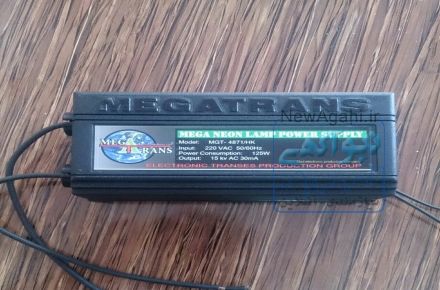 NewAgahi.ir
MEGATRANS
MEGA NEON LAMP POWER SUPPLY
MEGA
TRANS
Model: MGT- 4871/HK
Input: 220 VAC 50/60Hz
Power Consumption: 125W
Output: 15 kv AC 30mA
ELECTRONIC TRANSES PRODUCTION GROUP